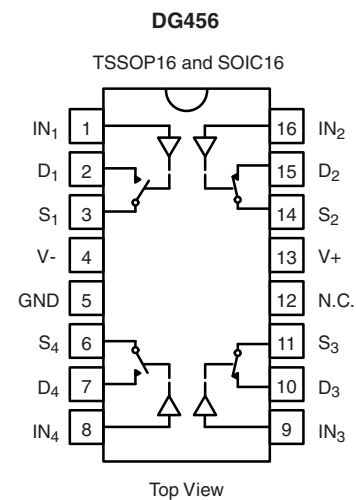 DG456
TSSOP16 and SOIC16
IN1 1 16 IN2
D1 2 15 D2
S1 3 14 S2
V- 4 13 V+
GND 5 12 N.C.
S4 6 11 S3
D4 7 10 D3
IN4 8 9 IN3
Top View